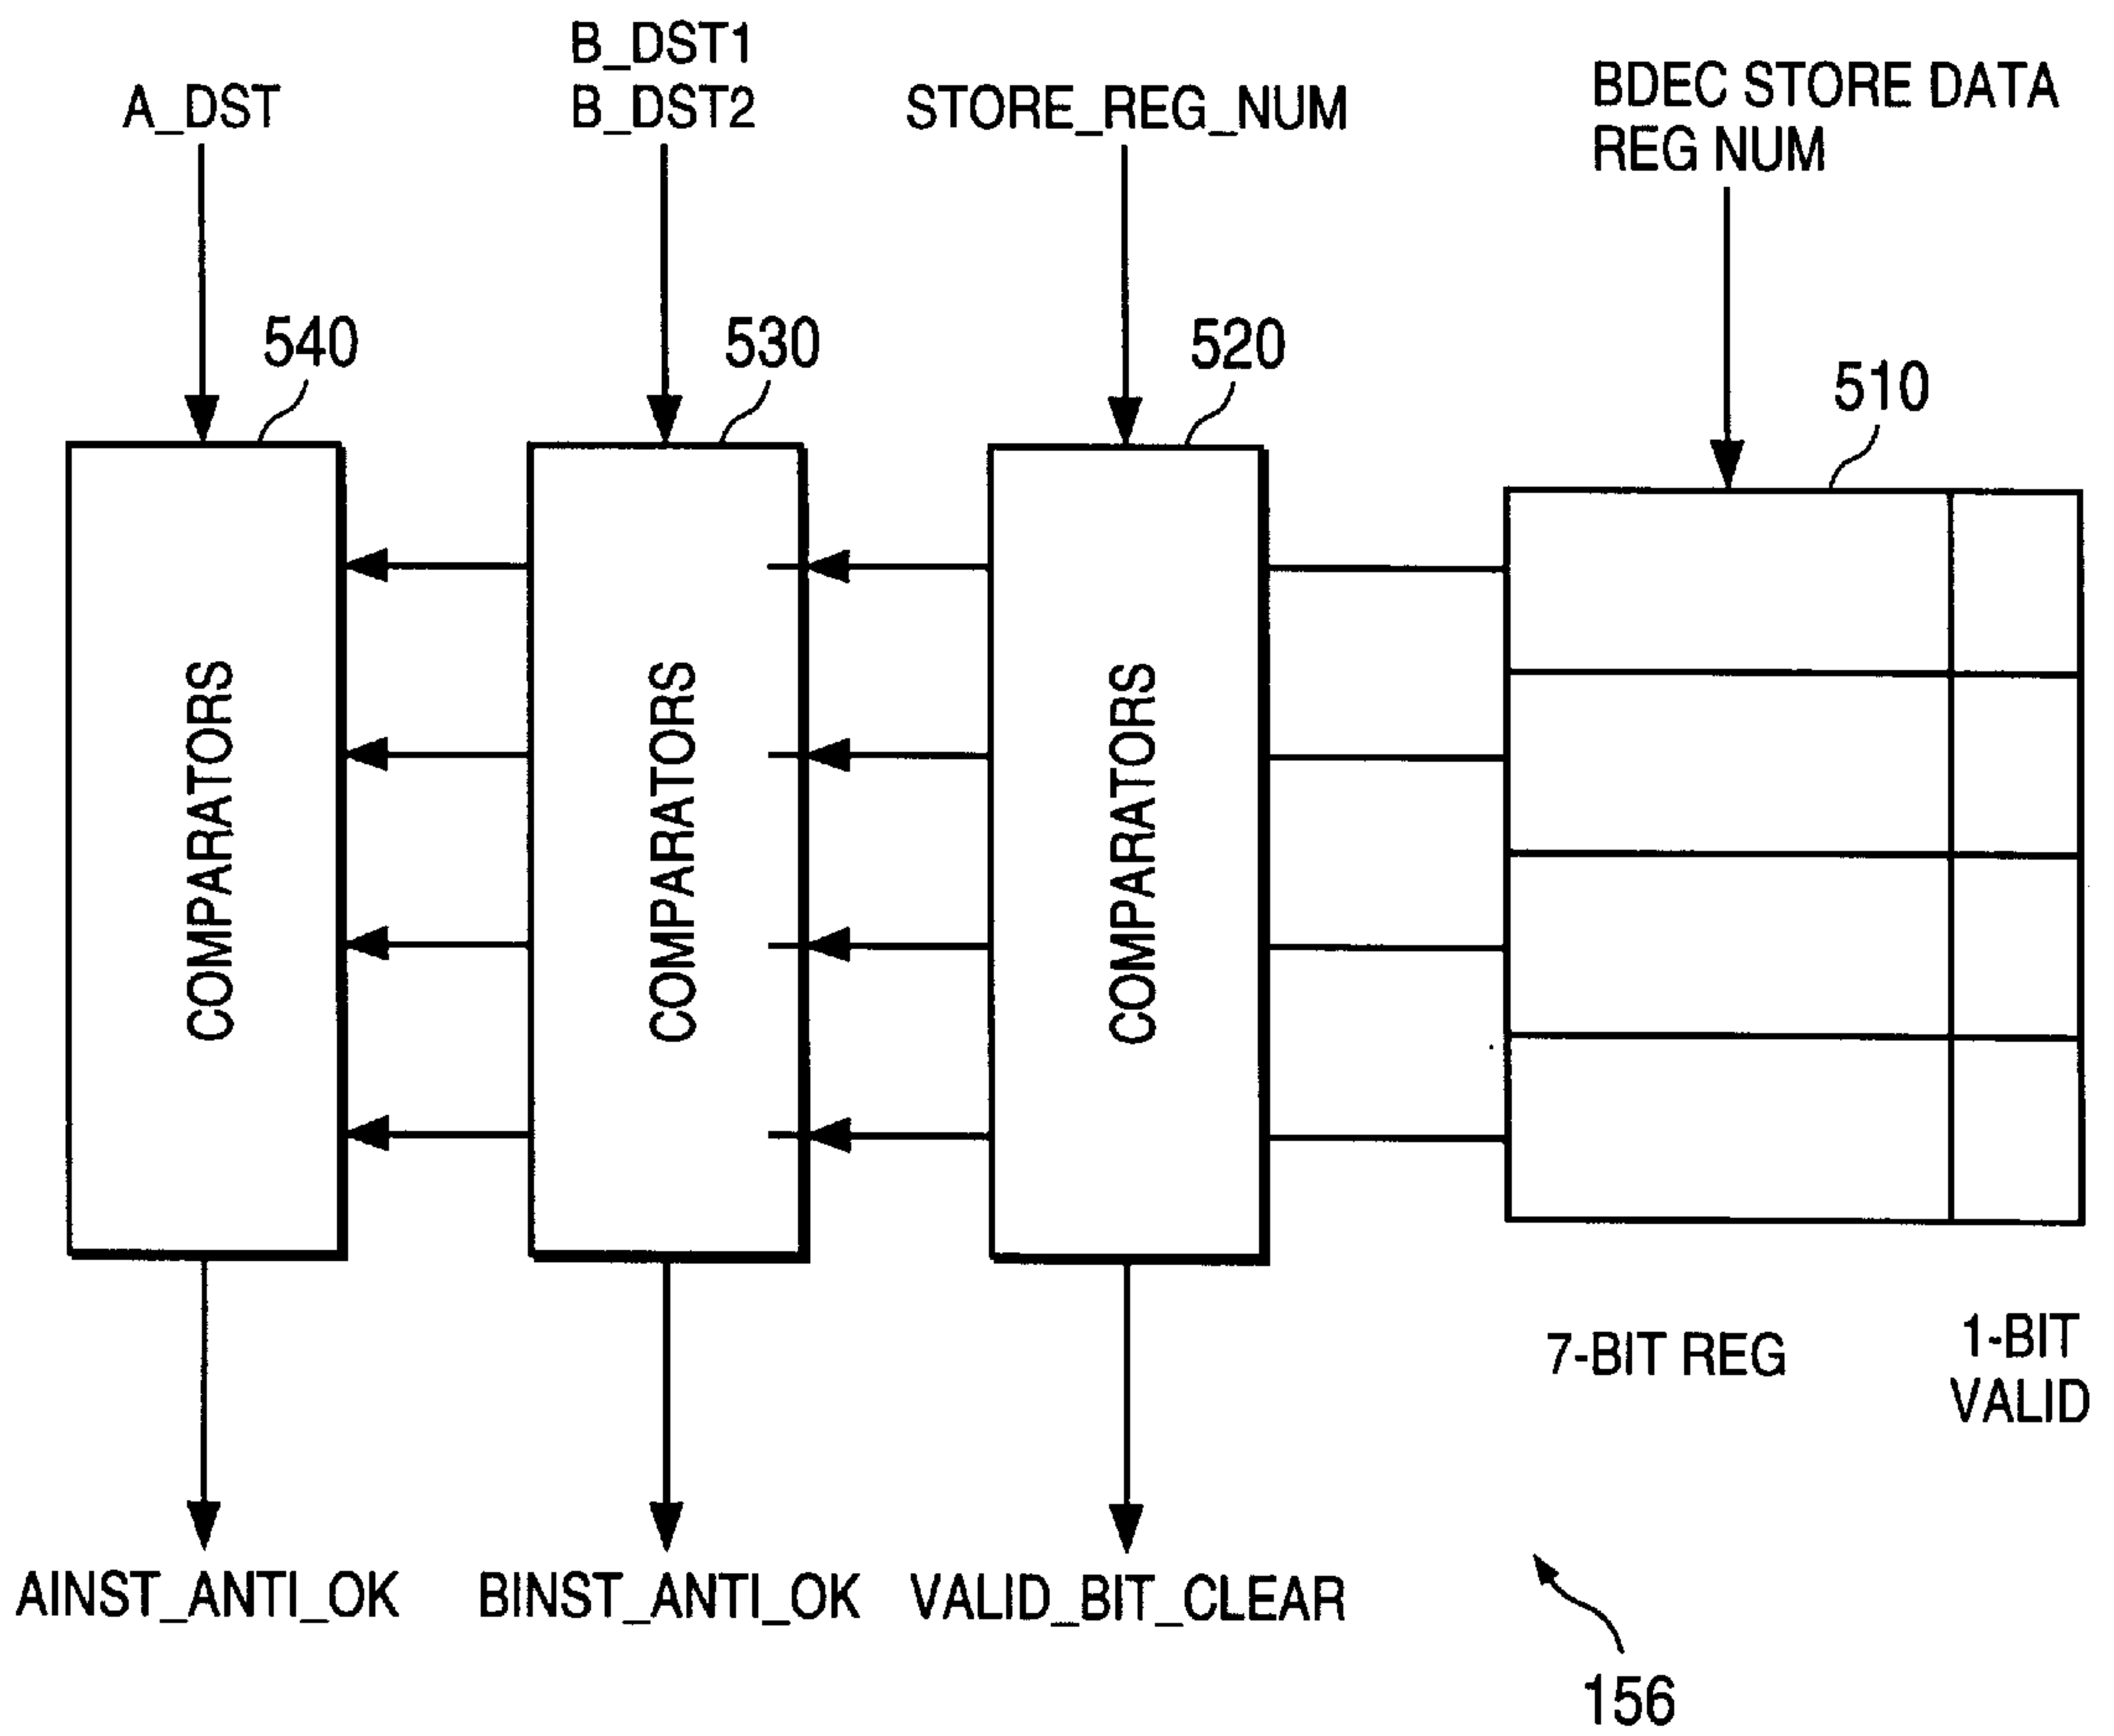 A_DST
B_DST1
B_DST2
STORE_REG_NUM
BDEC STORE DATA
REG NUM
540
530
520
510
COMPARATORS
COMPARATORS
COMPARATORS
7-BIT REG
1-BIT
VALID
AINST_ANTI_OK
BINST_ANTI_OK
VALID_BIT_CLEAR
156